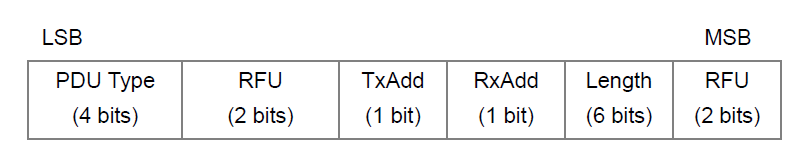 LSB MSB
PDU Type RFU TxAdd RxAdd Length RFU
(4 bits) (2 bits) (1 bit) (1 bit) (6 bits) (2 bits)